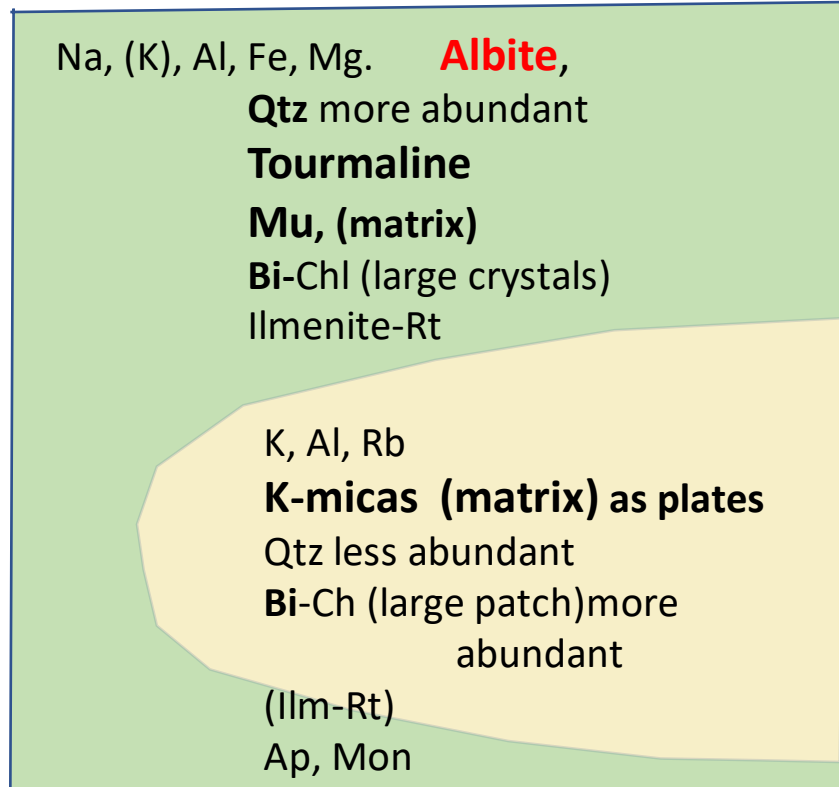 Na, (K), Al, Fe, Mg. Albite,
Qtz more abundant
Tourmaline
Mu, (matrix)
Bi-Chl (large crystals)
Ilmenite-Rt
K, Al, Rb
K-micas (matrix) as plates
Qtz less abundant
Bi-Ch (large patch)more
abundant
(Ilm-Rt)
Ap, Mon